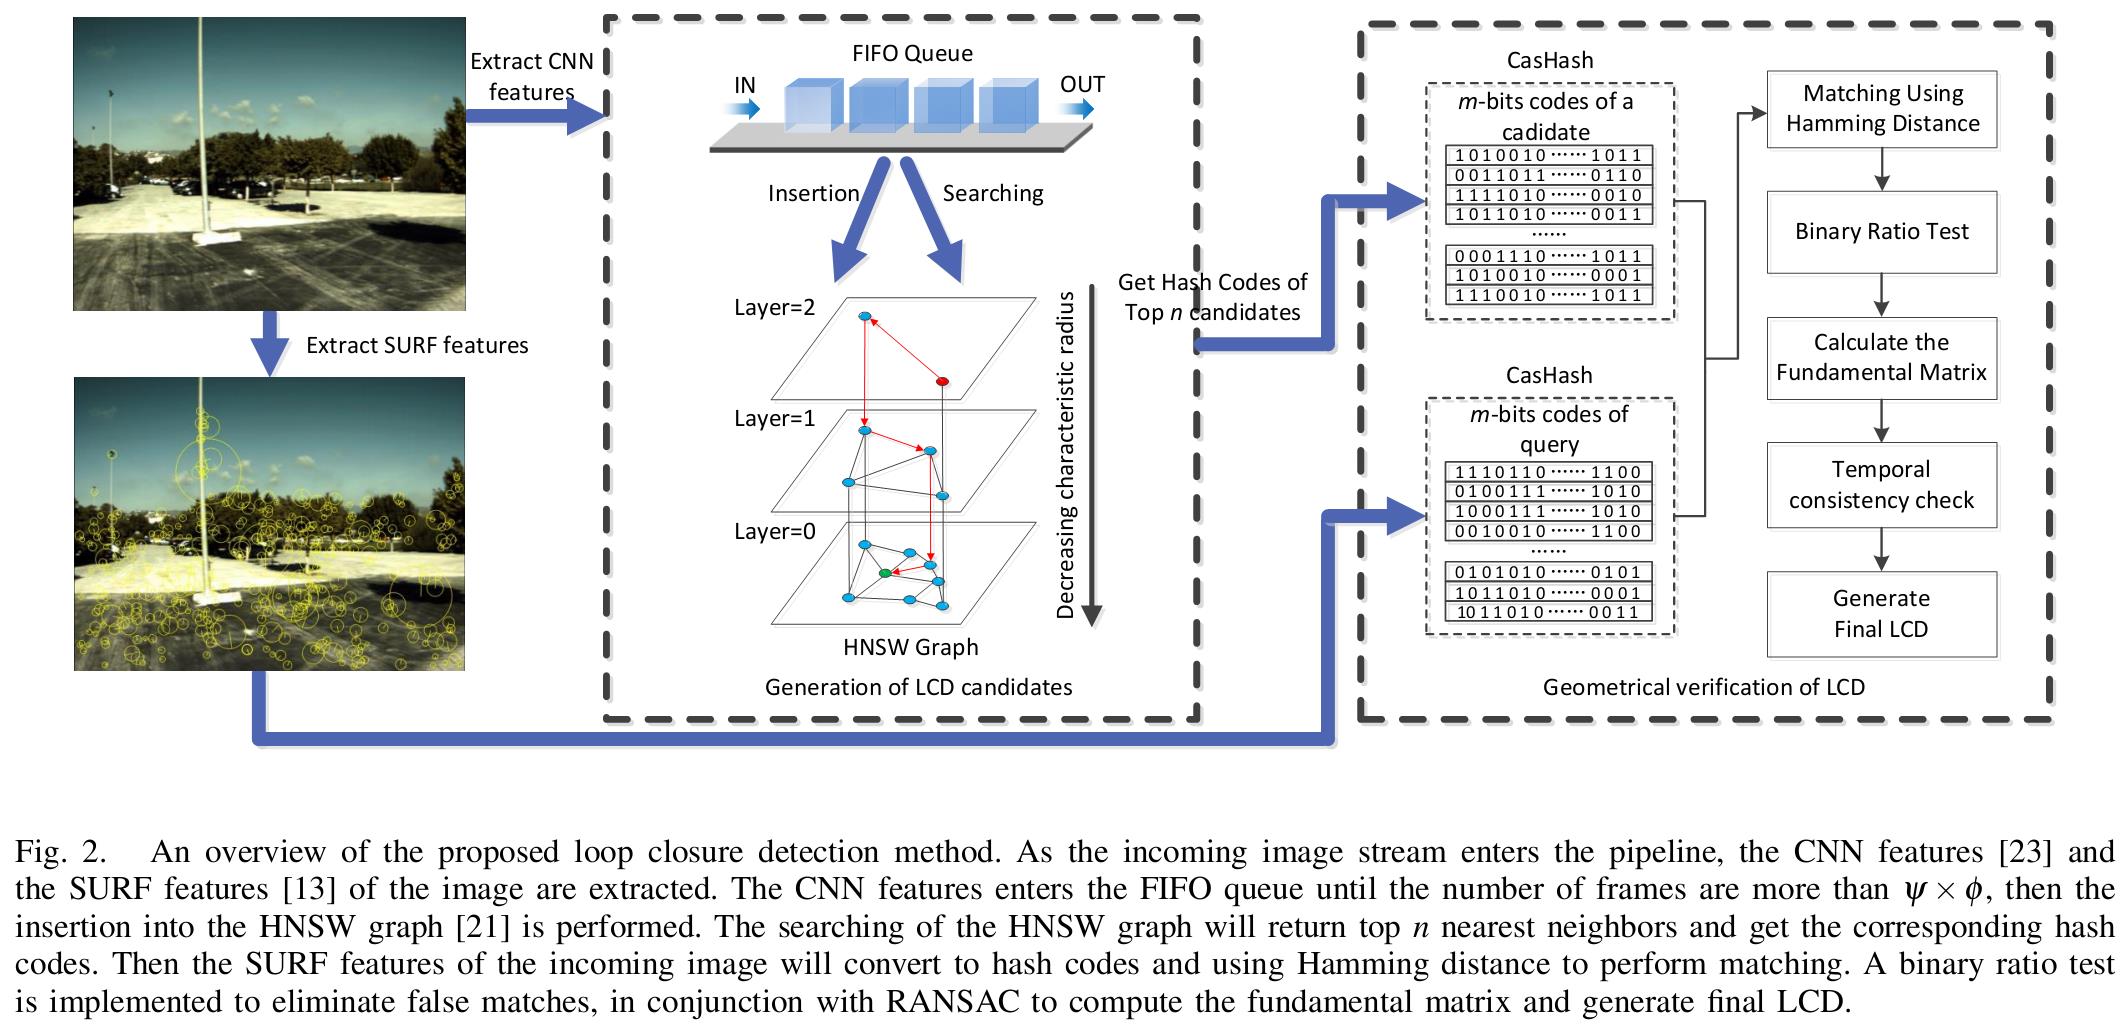 Extract CNN
features
Extract SURF features
FIFO Queue
IN
OUT
Insertion
Searching
Layer=2
Layer=1
Layer=0
Decreasing characteristic radius
HNSW Graph
Generation of LCD candidates
Get Hash Codes of
Top n candidates
CasHash
m-bits codes of a
cadidate
1010010 ······ 1011
0011011 ······ 0110
1111010 ······ 0010
1011010 ······ 0011
······
0001110 ······ 1011
1010010 ······ 0001
1110010 ······ 1011
CasHash
m-bits codes of
query
1110110 ······ 1100
0100111 ······ 1010
1000111 ······ 1010
0010010 ······ 1100
······
0101010 ······ 0101
1011010 ······ 0001
1011010 ······ 0011
Matching Using
Hamming Distance
Binary Ratio Test
Calculate the
Fundamental Matrix
Temporal
consistency check
Generate
Final LCD
Geometrical verification of LCD
Fig. 2. An overview of the proposed loop closure detection method. As the incoming image stream enters the pipeline, the CNN features [23] and
the SURF features [13] of the image are extracted. The CNN features enters the FIFO queue until the number of frames are more than ψ × ϕ, then the
insertion into the HNSW graph [21] is performed. The searching of the HNSW graph will return top n nearest neighbors and get the corresponding hash
codes. Then the SURF features of the incoming image will convert to hash codes and using Hamming distance to perform matching. A binary ratio test
is implemented to eliminate false matches, in conjunction with RANSAC to compute the fundamental matrix and generate final LCD.